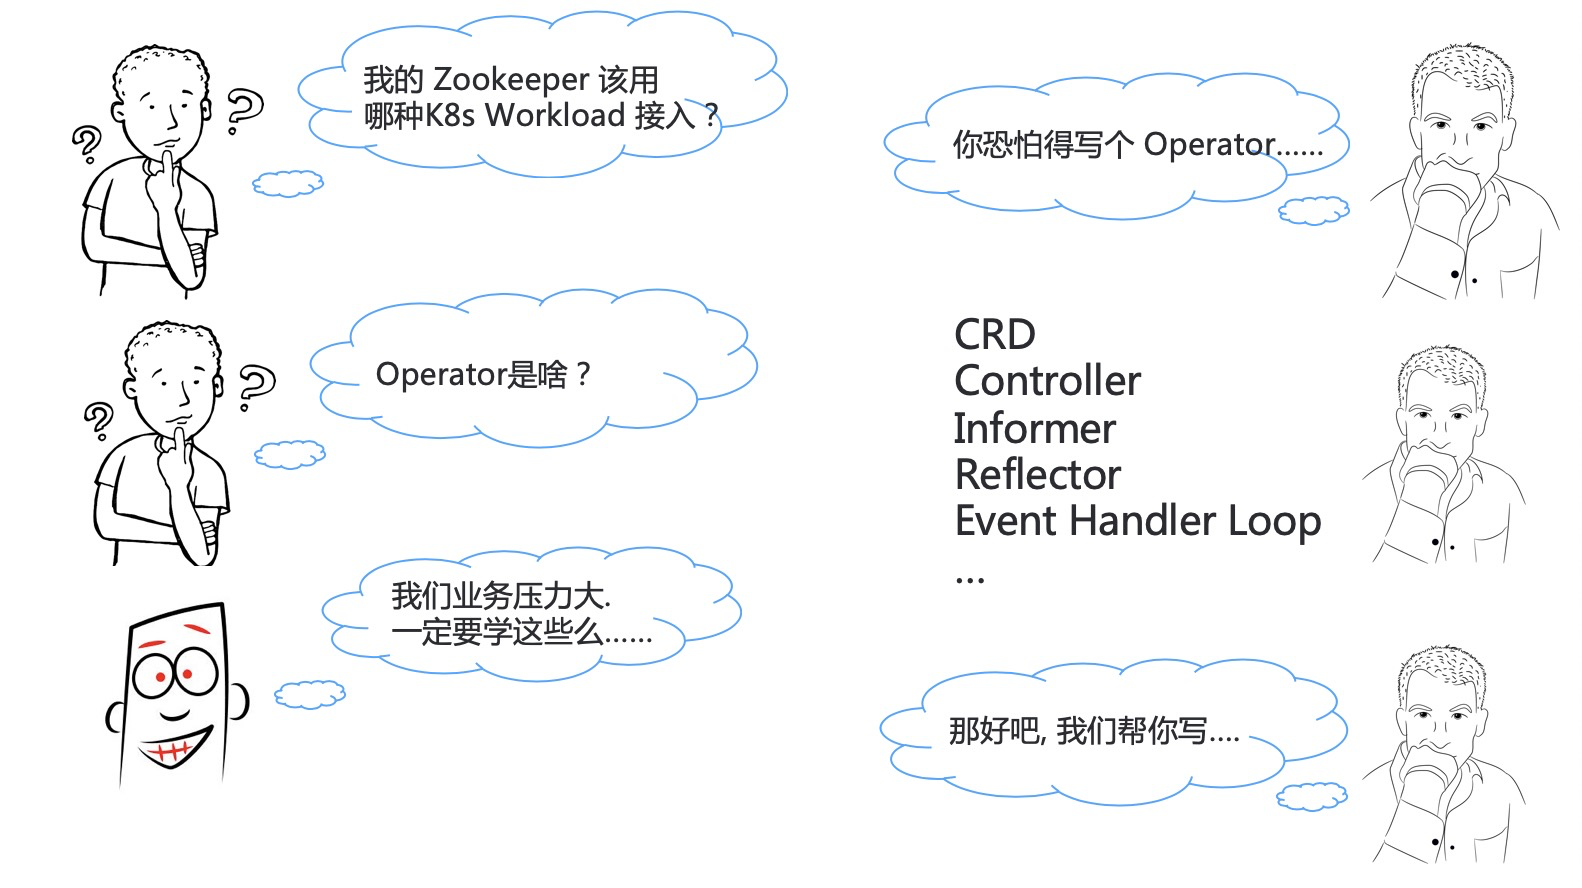 我的 Zookeeper 该用
哪种K8s Workload 接入？
你恐怕得写个 Operator......
Operator是啥？
CRD
Controller
Informer
Reflector
Event Handler Loop
...
我们业务压力大.
一定要学这些么......
那好吧, 我们帮你写....